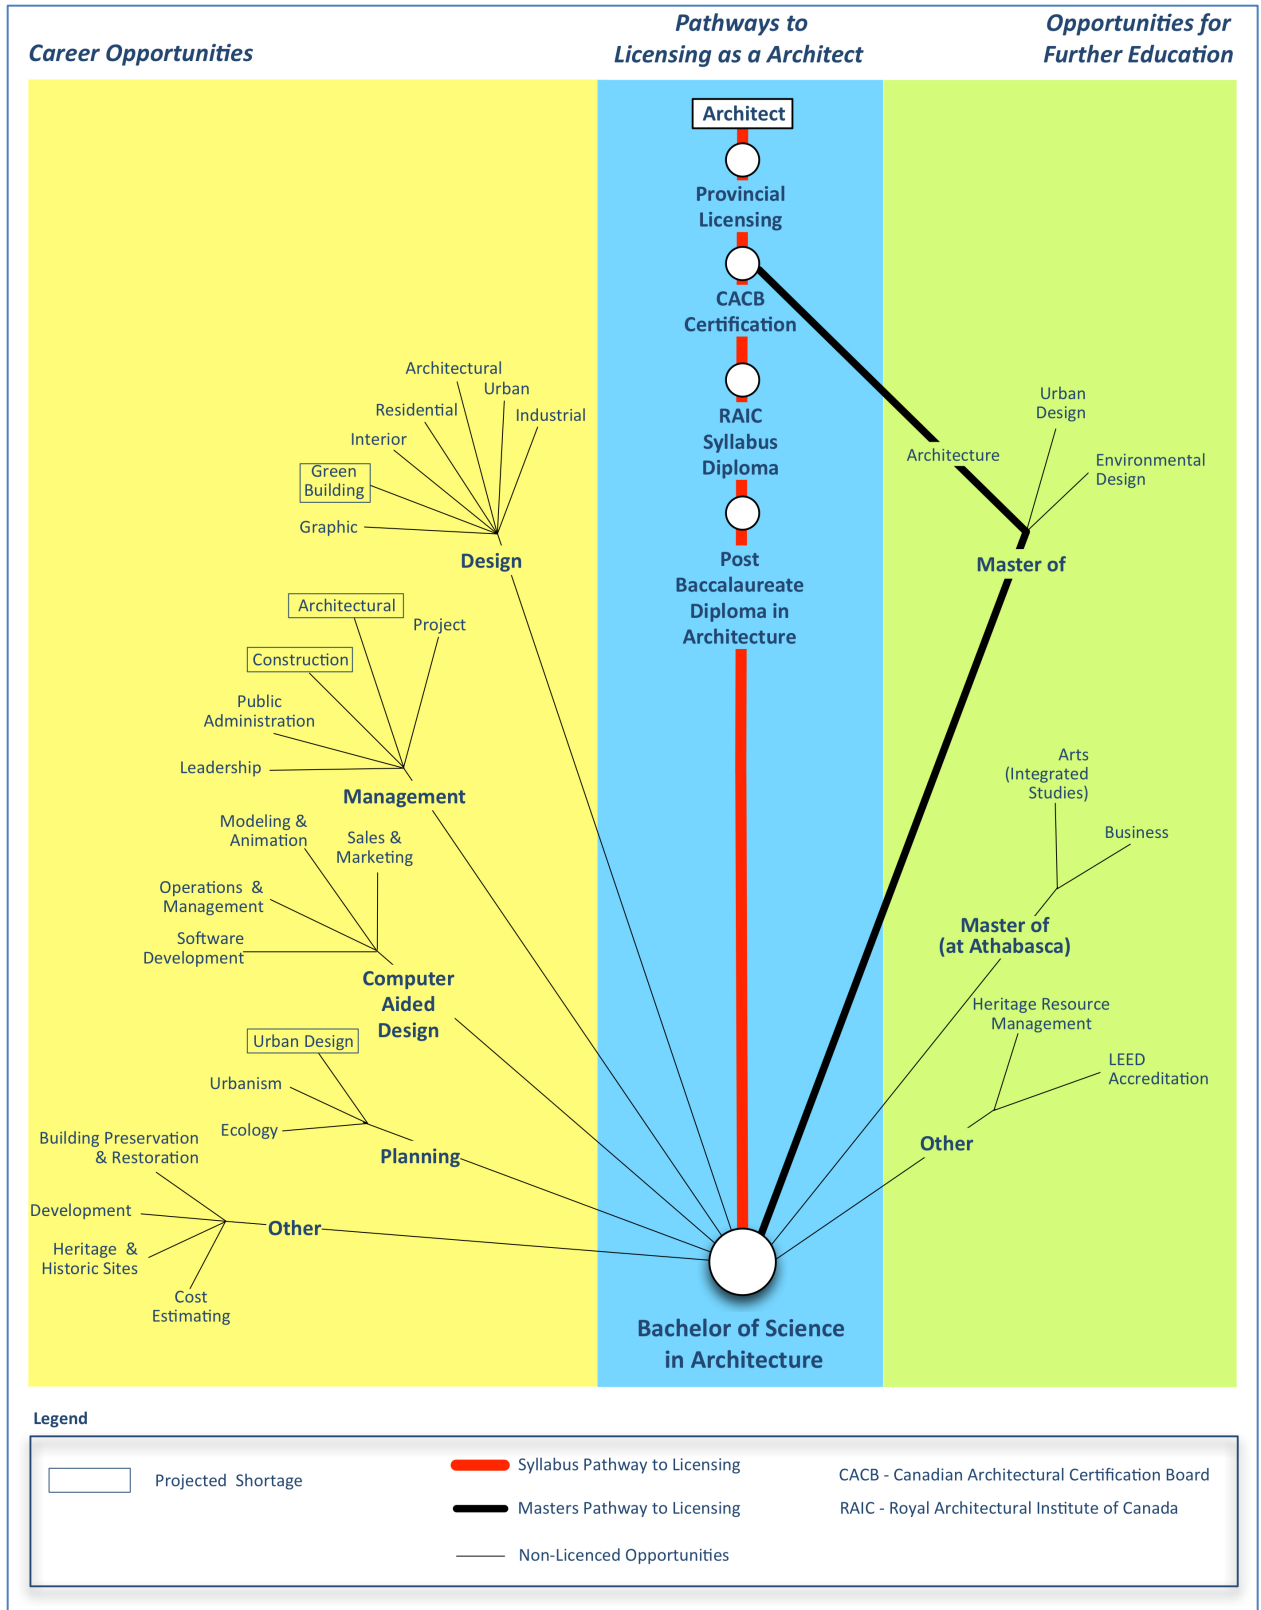 Career Opportunities
Pathways to
Licensing as a Architect
Opportunities for
Further Education
Architect
Provincial
Licensing
CACB
Certification
RAIC
Syllabus
Diploma
Post
Baccalaureate
Diploma in
Architecture
Architectural
Urban
Residential
Industrial
Interior
Green
Building
Graphic
Design
Architectural
Project
Construction
Public
Administration
Leadership
Management
Modeling &
Animation
Sales &
Marketing
Operations &
Management
Software
Development
Computer
Aided
Design
Urban Design
Urbanism
Ecology
Planning
Building Preservation
& Restoration
Development
Other
Heritage &
Historic Sites
Cost
Estimating
Urban
Design
Architecture
Environmental
Design
Master of
Arts
(Integrated
Studies)
Business
Master of
(at Athabasca)
Heritage Resource
Management
LEED
Accreditation
Other
Bachelor of Science
in Architecture
Legend
Projected Shortage
Syllabus Pathway to Licensing
Masters Pathway to Licensing
Non-Licenced Opportunities
CACB - Canadian Architectural Certification Board
RAIC - Royal Architectural Institute of Canada